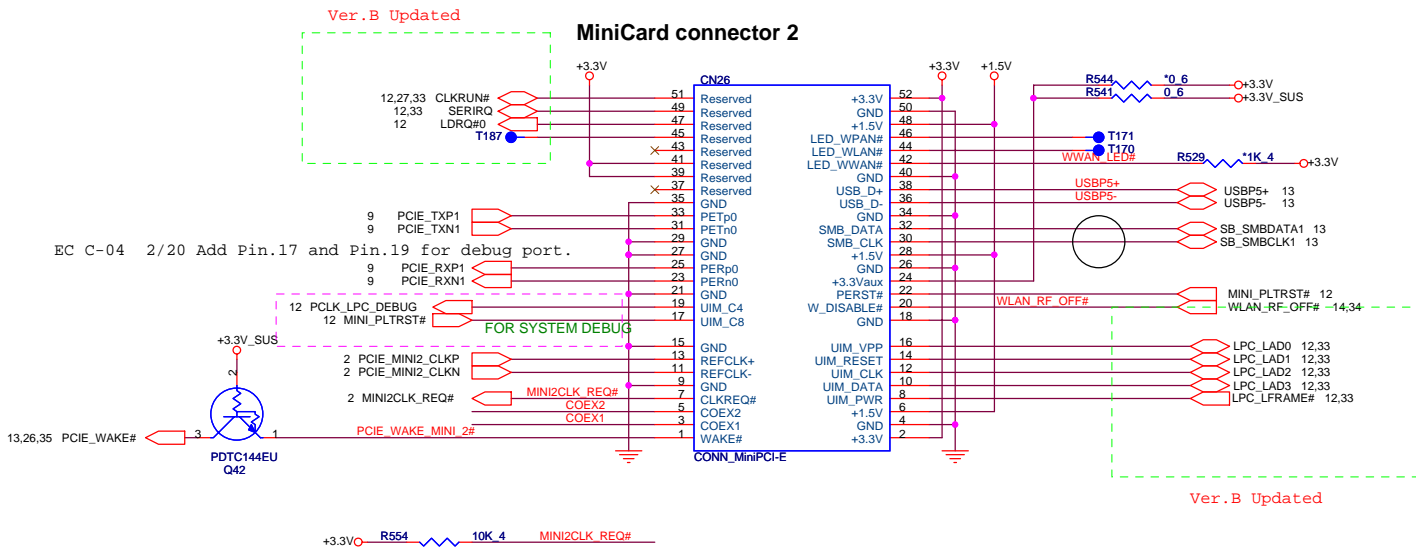 Ver.B Updated
MiniCard connector 2
+3.3V
+3.3V
+1.5V
CN26
R544 *0_6 +3.3V
R541 0_6 +3.3V_SUS
12,27,33 CLKRUN# 51 Reserved +3.3V 52
12,33 SERIRQ 49 Reserved GND 50
12 LDRQ#0 47 Reserved +1.5V 48
T187 45 Reserved LED_WPAN# 46 T171
43 Reserved LED_WLAN# 44 T170
41 Reserved LED_WWAN# 42 WWAN_LED# R529 *1K_4 +3.3V
39 Reserved GND 40
37 Reserved USB_D+ 38 USBP5+ USBP5+ 13
35 GND USB_D- 36 USBP5- USBP5- 13
9 PCIE_TXP1 33 PETp0 GND 34
9 PCIE_TXN1 31 PETn0 SMB_DATA 32 SB_SMBDATA1 13
EC C-04 2/20 Add Pin.17 and Pin.19 for debug port.
29 GND SMB_CLK 30 SB_SMBCLK1 13
27 GND +1.5V 28
9 PCIE_RXP1 25 PERp0 GND 26
9 PCIE_RXN1 23 PERn0 +3.3Vaux 24
21 GND PERST# 22 MINI_PLTRST# 12
12 PCLK_LPC_DEBUG 19 UIM_C4 W_DISABLE# 20 WLAN_RF_OFF# WLAN_RF_OFF# 14,34
12 MINI_PLTRST# 17 UIM_C8 GND 18
FOR SYSTEM DEBUG
+3.3V_SUS
15 GND UIM_VPP 16 LPC_LAD0 12,33
2 PCIE_MINI2_CLKP 13 REFCLK+ UIM_RESET 14 LPC_LAD1 12,33
2 PCIE_MINI2_CLKN 11 REFCLK- UIM_CLK 12 LPC_LAD2 12,33
2
9 GND UIM_DATA 10 LPC_LAD3 12,33
2 MINI2CLK_REQ# MINI2CLK_REQ# 7 CLKREQ# UIM_PWR 8 LPC_LFRAME# 12,33
COEX2 5 COEX2 +1.5V 6
COEX1 3 COEX1 GND 4
13,26,35 PCIE_WAKE# 3 1 PCIE_WAKE_MINI_2# 1 WAKE# +3.3V 2
PDTC144EU
Q42
CONN_MiniPCI-E
Ver.B Updated
+3.3V R554 10K_4 MINI2CLK_REQ#